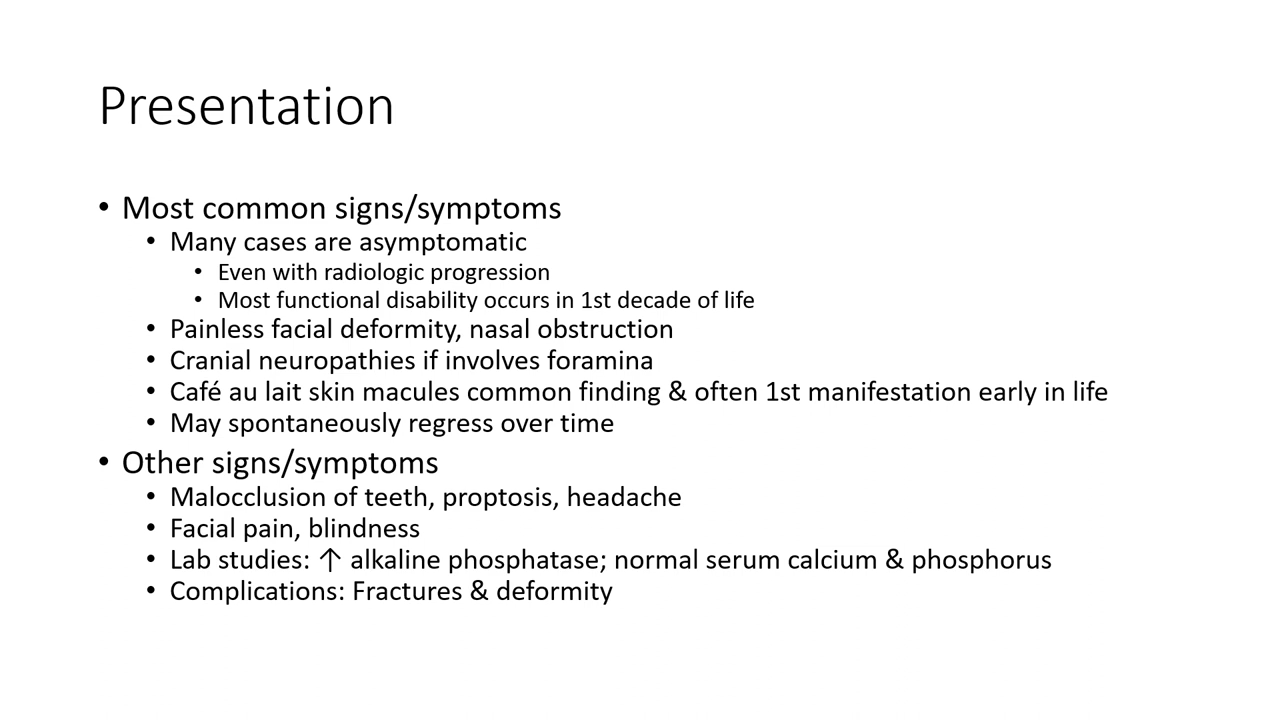 Presentation
• Most common signs/symptoms
• Many cases are asymptomatic
• Even with radiologic progression
• Most functional disability occurs in 1st decade of life
• Painless facial deformity, nasal obstruction
• Cranial neuropathies if involves foramina
• Café au lait skin macules common finding & often 1st manifestation early in life
• May spontaneously regress over time
• Other signs/symptoms
• Malocclusion of teeth, proptosis, headache
• Facial pain, blindness
• Lab studies: ↑ alkaline phosphatase; normal serum calcium & phosphorus
• Complications: Fractures & deformity